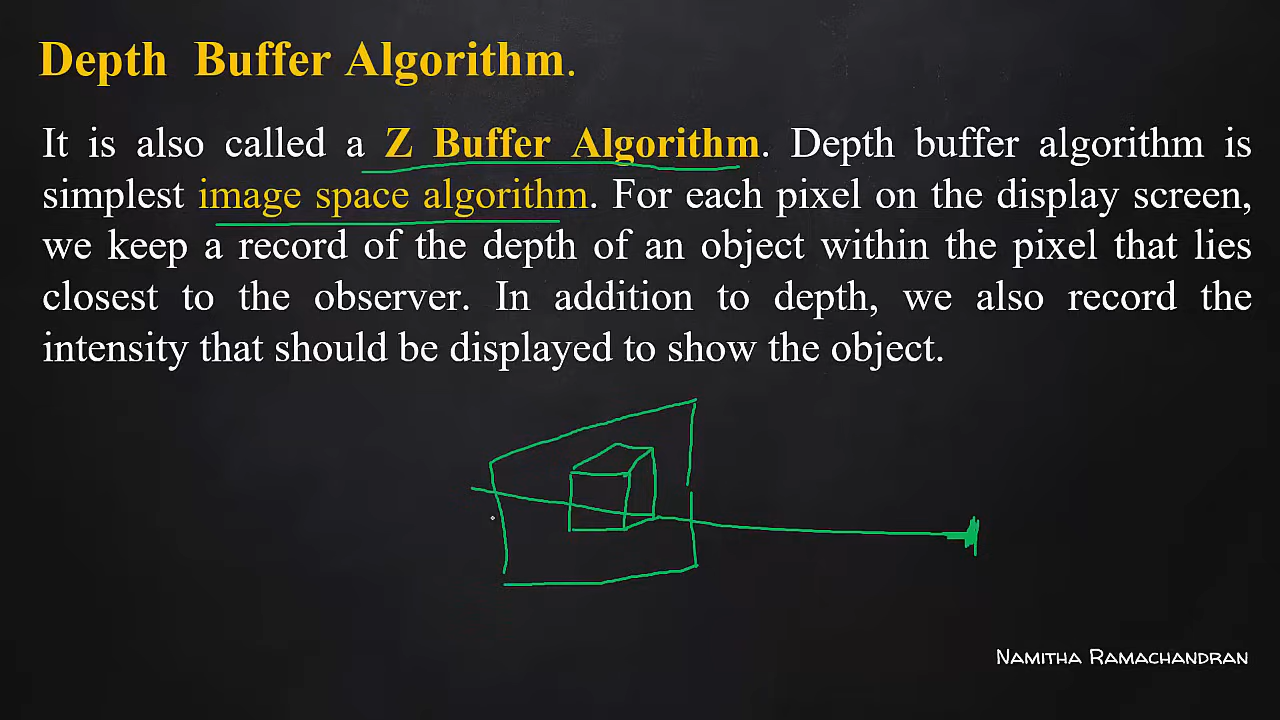 Depth Buffer Algorithm.
It is also called a Z Buffer Algorithm. Depth buffer algorithm is
simplest image space algorithm. For each pixel on the display screen,
we keep a record of the depth of an object within the pixel that lies
closest to the observer. In addition to depth, we also record the
intensity that should be displayed to show the object.
Namitha Ramachandran